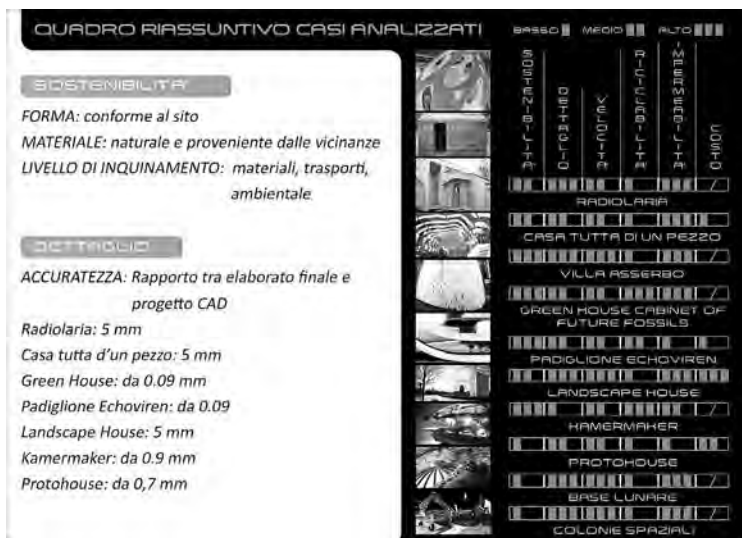 QUADRO RIASSUNTIVO CASI ANALIZZATI
BASSO MEDIO ALTO
SOSTENIBILITA'
FORMA: conforme al sito
MATERIALE: naturale e proveniente dalle vicinanze
LIVELLO DI INQUINAMENTO: materiali, trasporti,
ambientale
DETTAGLIO
ACCURATEZZA: Rapporto tra elaborato finale e
progetto CAD
Radiolaria: 5 mm
Casa tutta d'un pezzo: 5 mm
Green House: da 0.09 mm
Padiglione Echoviren: da 0.09
Landscape House: 5 mm
Kamermaker: da 0.9 mm
Protohouse: da 0,7 mm
SOSTENIBILITA'
DETTAGLIO
VELOCITA'
RICICLABILITA'
IMPERMEABILITA'
COSTO
/
RADIOLARIA
CASA TUTTA DI UN PEZZO
/
VILLA ASSERBO
/
GREEN HOUSE CABINET OF
FUTURE FOSSILS
/
PADIGLIONE ECHOVIREN
LANDSCAPE HOUSE
/
KAMERMAKER
PROTOHOUSE
/
BASE LUNARE
/
COLONIE SPAZIALI